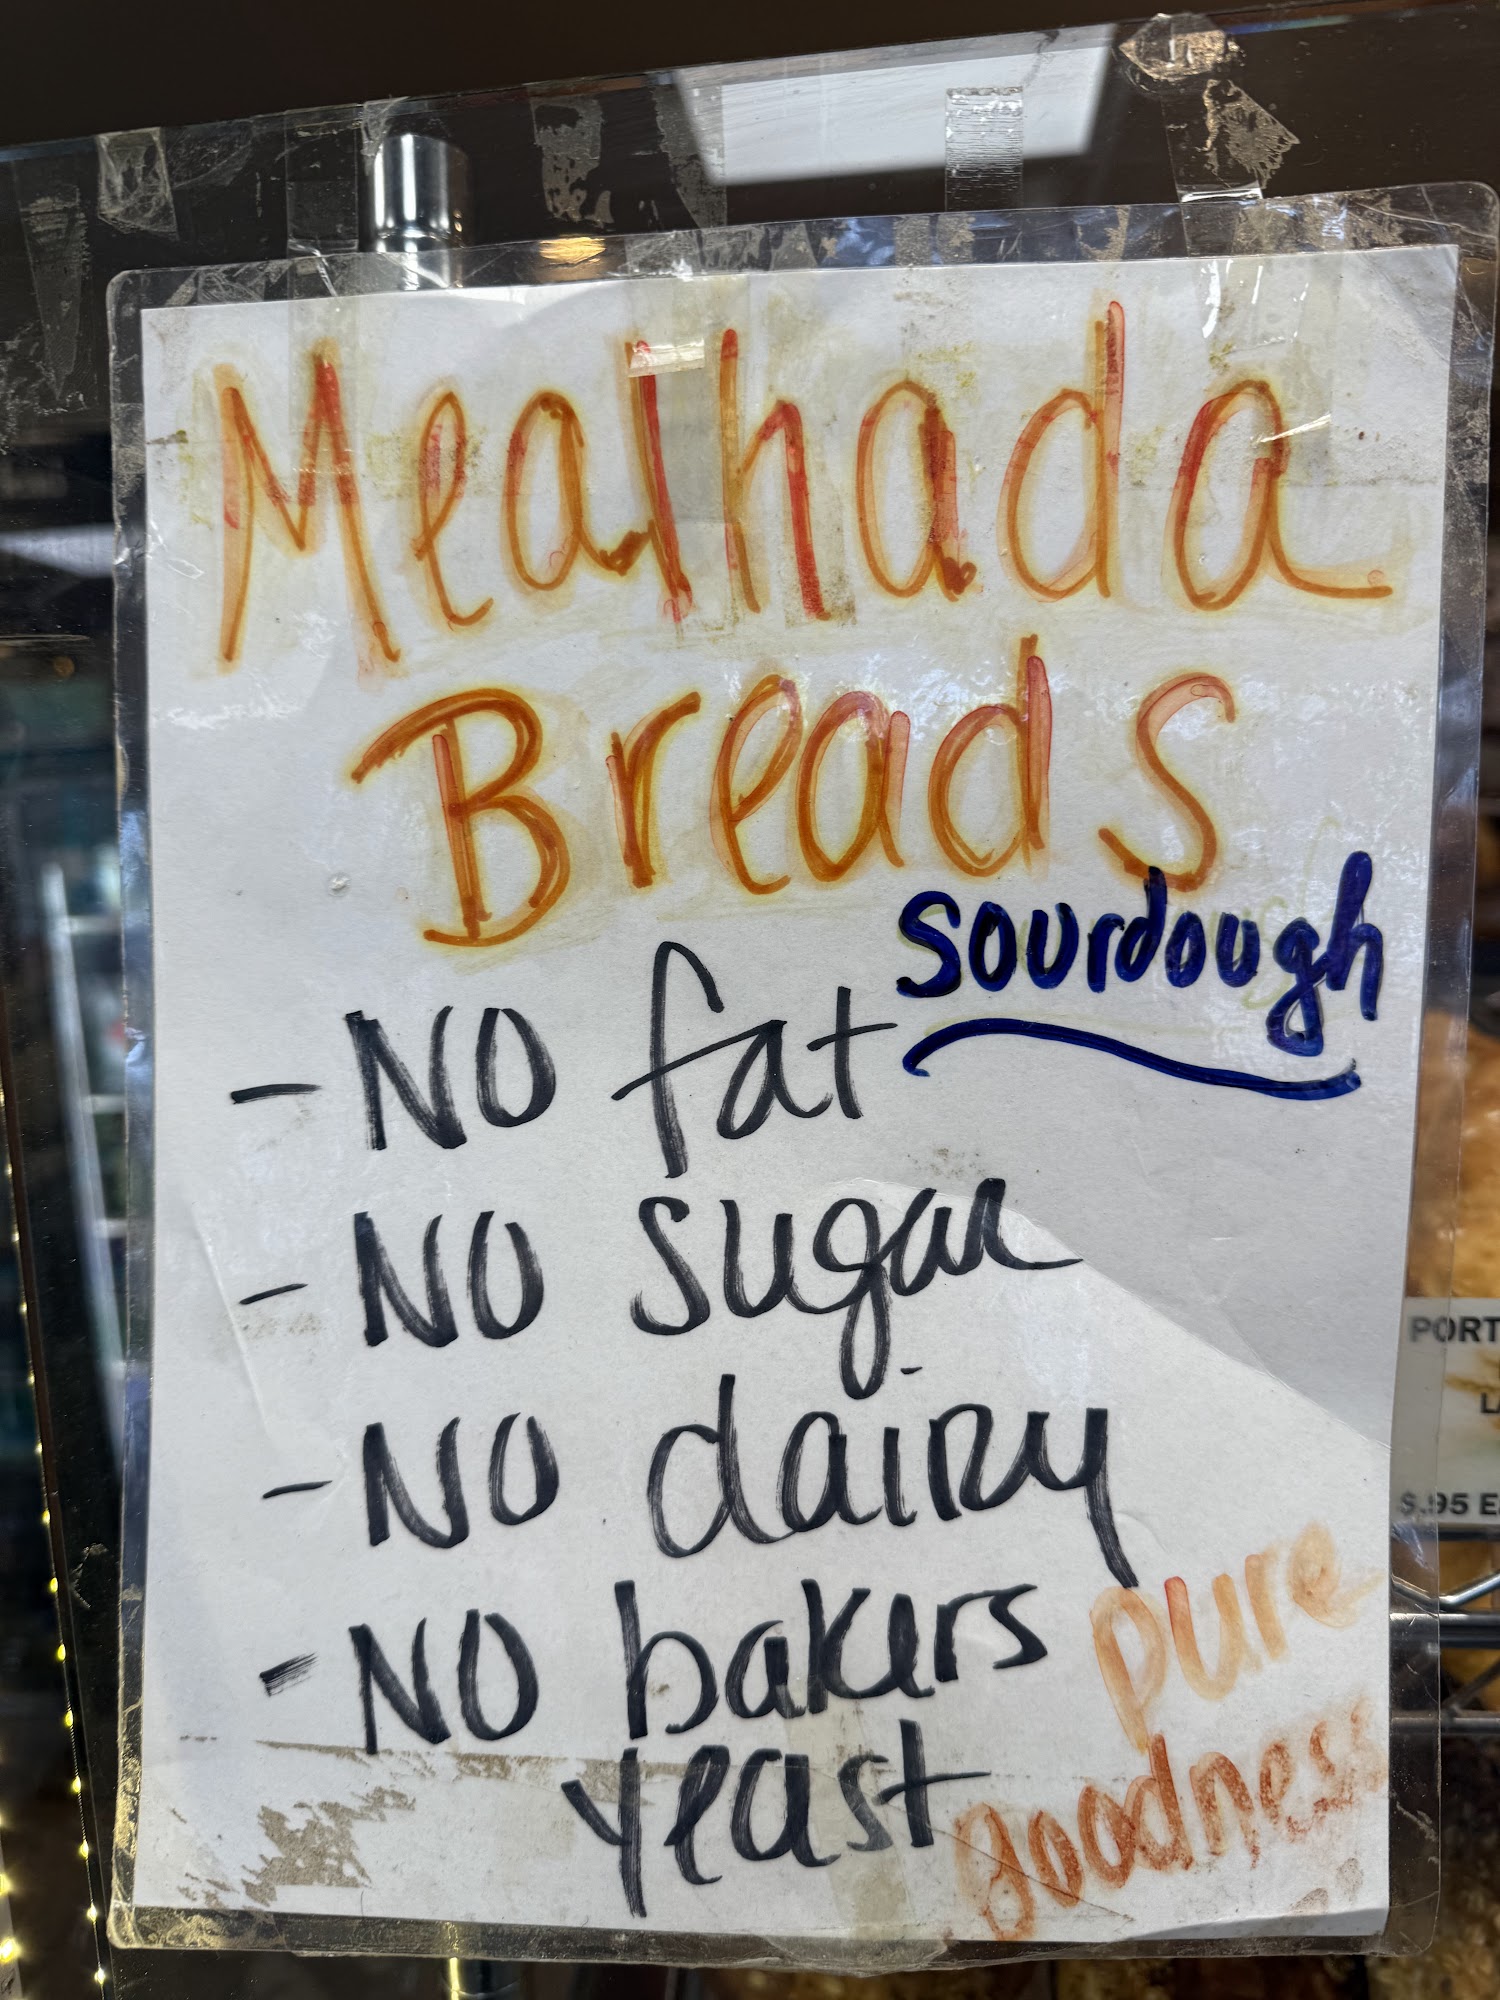 Mealhada
Breads
sourdough
- NO fat
- NO sugar
- NO dairy
- NO bakers
yeast
pure
goodness
PORT
$.95 E